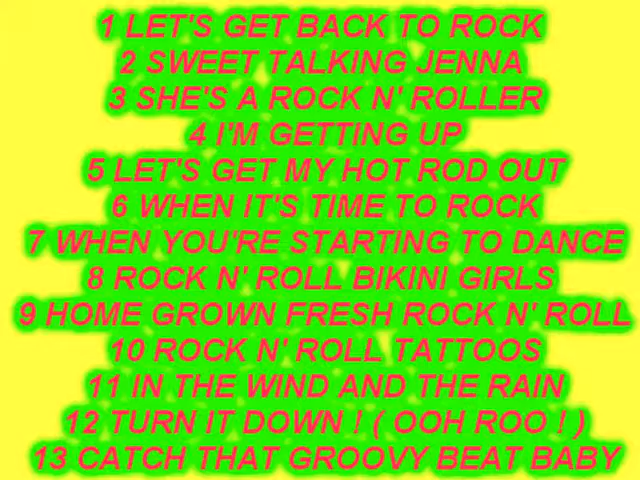 1 LET'S GET BACK TO ROCK
2 SWEET TALKING JENNA
3 SHE'S A ROCK N' ROLLER
4 I'M GETTING UP
5 LET'S GET MY HOT ROD OUT
6 WHEN IT'S TIME TO ROCK
7 WHEN YOU'RE STARTING TO DANCE
8 ROCK N' ROLL BIKINI GIRLS
9 HOME GROWN FRESH ROCK N' ROLL
10 ROCK N' ROLL TATTOOS
11 IN THE WIND AND THE RAIN
12 TURN IT DOWN ! ( OOH ROO ! )
13 CATCH THAT GROOVY BEAT BABY